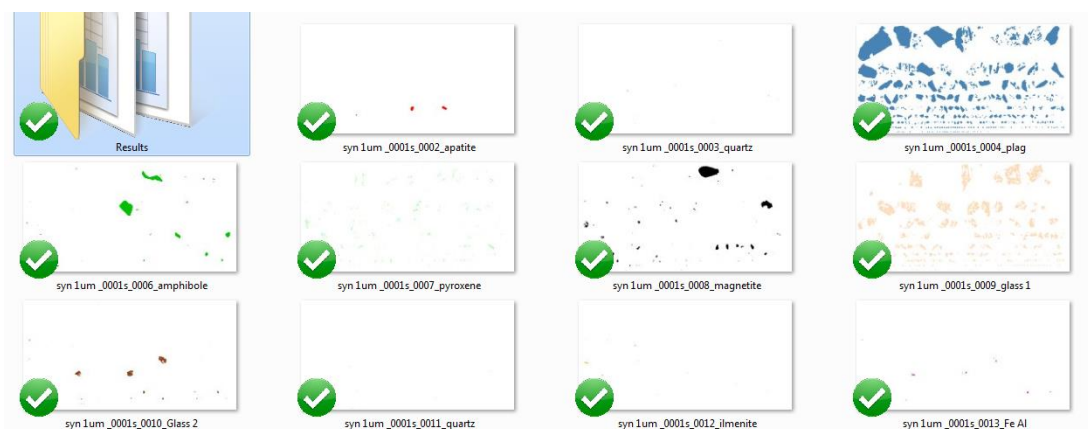 Results
syn 1um _0001s_0002_apatite
syn 1um _0001s_0003_quartz
syn 1um _0001s_0004_plag
syn 1um _0001s_0006_amphibole
syn 1um _0001s_0007_pyroxene
syn 1um _0001s_0008_magnetite
syn 1um _0001s_0009_glass 1
syn 1um _0001s_0010_Glass 2
syn 1um _0001s_0011_quartz
syn 1um _0001s_0012_ilmenite
syn 1um _0001s_0013_Fe Al